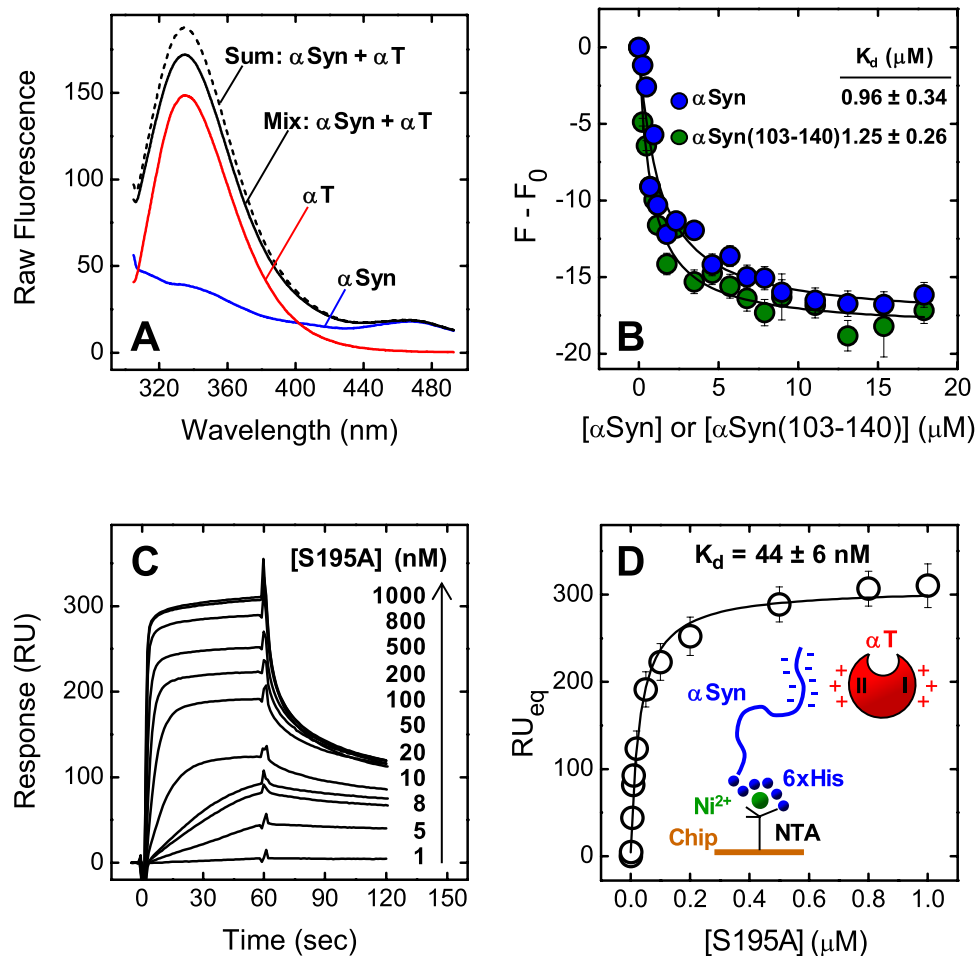 A
Raw Fluorescence
150
100
50
0
Sum: αSyn + αT
Mix: αSyn + αT
αT
αSyn
320 360 400 440 480
Wavelength (nm)
B
F - F0
0
-5
-10
-15
-20
Kd (μM)
αSyn 0.96 ± 0.34
αSyn(103-140) 1.25 ± 0.26
0 5 10 15 20
[αSyn] or [αSyn(103-140)] (μM)
C
Response (RU)
300
200
100
0
[S195A] (nM)
1000
800
500
200
100
50
20
10
8
5
1
0 30 60 90 120 150
Time (sec)
D
RUeq
300
200
100
0
Kd = 44 ± 6 nM
αT
II I
+ + + + + +
αSyn
- - - - - - -
6xHis
Ni2+
NTA
Chip
0.0 0.2 0.4 0.6 0.8 1.0
[S195A] (μM)